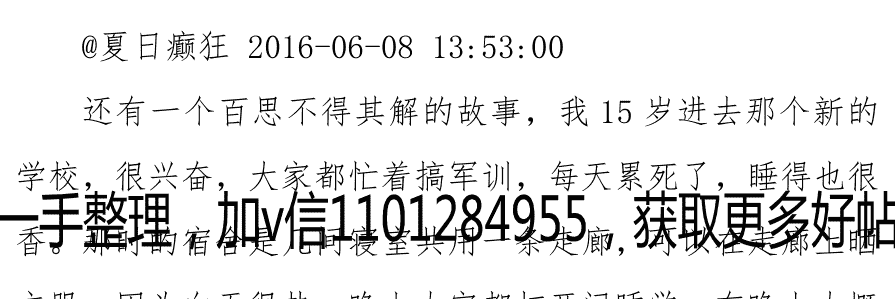 @夏日癫狂 2016-06-08 13:53:00
还有一个百思不得其解的故事，我 15 岁进去那个新的
学校，很兴奋，大家都忙着搞军训，每天累死了，睡得也很
一手整理，加v信1101284955，获取更多好帖
香。那时的宿舍是几间寝室共用一条走廊，可以在走廊上晒